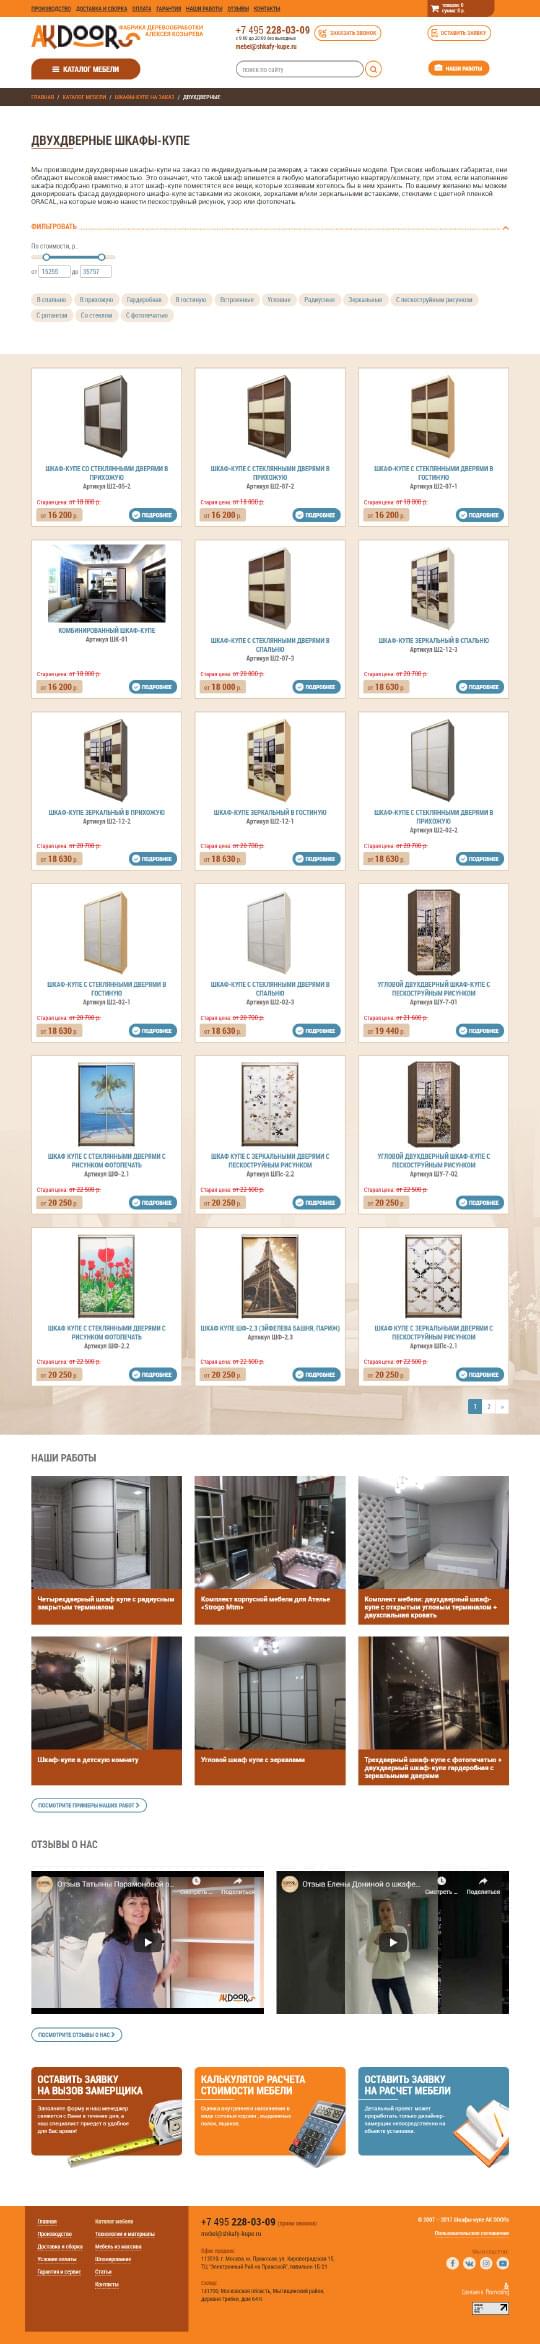 ПРОИЗВОДСТВО ДОСТАВКА И СБОРКА ОПЛАТА ГАРАНТИЯ НАШИ РАБОТЫ ОТЗЫВЫ КОНТАКТЫ
товаров: 0
сумма: 0 р.
AKDOORS
ФАБРИКА ДЕРЕВООБРАБОТКИ
АЛЕКСЕЯ КОЗЫРЕВА
+7 495 228-03-09
с 9:00 до 20:00 без выходных
mebel@shkafy-kupe.ru
ЗАКАЗАТЬ ЗВОНОК
ОСТАВИТЬ ЗАЯВКУ
КАТАЛОГ МЕБЕЛИ
поиск по сайту
НАШИ РАБОТЫ
ГЛАВНАЯ / КАТАЛОГ МЕБЕЛИ / ШКАФЫ-КУПЕ НА ЗАКАЗ / ДВУХДВЕРНЫЕ
ДВУХДВЕРНЫЕ ШКАФЫ-КУПЕ
Мы производим двухдверные шкафы-купе на заказ по индивидуальным размерам, а также серийные модели. При своих небольших габаритах, они
обладают высокой вместимостью. Это означает, что такой шкаф впишется в любую малогабаритную квартиру/комнату, при этом, если наполнение
шкафа подобрано грамотно, в этот шкаф-купе поместятся все вещи, которые хозяевам хотелось бы в нем хранить. По вашему желанию мы можем
декорировать фасад двухдверного шкафа-купе вставками из экокожи, зеркалами и/или зеркальными вставками, стеклами с цветной пленкой
ORACAL, на которые можно нанести пескоструйный рисунок, узор или фотопечать.
ФИЛЬТРОВАТЬ
По стоимости, р.
от 15255 до 35757
В спальню В прихожую Гардеробная В гостиную Встроенные Угловые Радиусные Зеркальные С пескоструйным рисунком
С ротангом Со стеклом С фотопечатью
ШКАФ-КУПЕ СО СТЕКЛЯННЫМИ ДВЕРЯМИ В
ПРИХОЖУЮ
Артикул Ш2-05-2
Старая цена: от 18 000 р.
от 16 200 р.
ПОДРОБНЕЕ
ШКАФ-КУПЕ С СТЕКЛЯННЫМИ ДВЕРЯМИ В
ПРИХОЖУЮ
Артикул Ш2-07-2
Старая цена: от 18 000 р.
от 16 200 р.
ПОДРОБНЕЕ
ШКАФ-КУПЕ С СТЕКЛЯННЫМИ ДВЕРЯМИ В
ГОСТИНУЮ
Артикул Ш2-07-1
Старая цена: от 18 000 р.
от 16 200 р.
ПОДРОБНЕЕ
КОМБИНИРОВАННЫЙ ШКАФ-КУПЕ
Артикул ШК-01
Старая цена: от 18 000 р.
от 16 200 р.
ПОДРОБНЕЕ
ШКАФ-КУПЕ С СТЕКЛЯННЫМИ ДВЕРЯМИ В
СПАЛЬНЮ
Артикул Ш2-07-3
Старая цена: от 20 000 р.
от 18 000 р.
ПОДРОБНЕЕ
ШКАФ-КУПЕ ЗЕРКАЛЬНЫЙ В СПАЛЬНЮ
Артикул Ш2-12-3
Старая цена: от 20 700 р.
от 18 630 р.
ПОДРОБНЕЕ
ШКАФ-КУПЕ ЗЕРКАЛЬНЫЙ В ПРИХОЖУЮ
Артикул Ш2-12-2
Старая цена: от 20 700 р.
от 18 630 р.
ПОДРОБНЕЕ
ШКАФ-КУПЕ ЗЕРКАЛЬНЫЙ В ГОСТИНУЮ
Артикул Ш2-12-1
Старая цена: от 20 700 р.
от 18 630 р.
ПОДРОБНЕЕ
ШКАФ-КУПЕ С СТЕКЛЯННЫМИ ДВЕРЯМИ В
ПРИХОЖУЮ
Артикул Ш2-02-2
Старая цена: от 20 700 р.
от 18 630 р.
ПОДРОБНЕЕ
ШКАФ-КУПЕ С СТЕКЛЯННЫМИ ДВЕРЯМИ В
ГОСТИНУЮ
Артикул Ш2-02-1
Старая цена: от 20 700 р.
от 18 630 р.
ПОДРОБНЕЕ
ШКАФ-КУПЕ С СТЕКЛЯННЫМИ ДВЕРЯМИ В
СПАЛЬНЮ
Артикул Ш2-02-3
Старая цена: от 20 700 р.
от 18 630 р.
ПОДРОБНЕЕ
УГЛОВОЙ ДВУХДВЕРНЫЙ ШКАФ-КУПЕ С
ПЕСКОСТРУЙНЫМ РИСУНКОМ
Артикул ШУ-7-01
Старая цена: от 21 600 р.
от 19 440 р.
ПОДРОБНЕЕ
ШКАФ КУПЕ С СТЕКЛЯННЫМИ ДВЕРЯМИ С
РИСУНКОМ ФОТОПЕЧАТЬ
Артикул ШФ-2.1
Старая цена: от 22 500 р.
от 20 250 р.
ПОДРОБНЕЕ
ШКАФ КУПЕ С ЗЕРКАЛЬНЫМИ ДВЕРЯМИ С
ПЕСКОСТРУЙНЫМ РИСУНКОМ
Артикул ШПс-2.2
Старая цена: от 22 500 р.
от 20 250 р.
ПОДРОБНЕЕ
УГЛОВОЙ ДВУХДВЕРНЫЙ ШКАФ-КУПЕ С
ПЕСКОСТРУЙНЫМ РИСУНКОМ
Артикул ШУ-7-02
Старая цена: от 22 500 р.
от 20 250 р.
ПОДРОБНЕЕ
ШКАФ КУПЕ С СТЕКЛЯННЫМИ ДВЕРЯМИ С
РИСУНКОМ ФОТОПЕЧАТЬ
Артикул ШФ-2.2
Старая цена: от 22 500 р.
от 20 250 р.
ПОДРОБНЕЕ
ШКАФ КУПЕ ШФ-2.3 (ЭЙФЕЛЕВА БАШНЯ, ПАРИЖ)
Артикул ШФ-2.3
Старая цена: от 22 500 р.
от 20 250 р.
ПОДРОБНЕЕ
ШКАФ КУПЕ С ЗЕРКАЛЬНЫМИ ДВЕРЯМИ С
ПЕСКОСТРУЙНЫМ РИСУНКОМ
Артикул ШПс-2.1
Старая цена: от 22 500 р.
от 20 250 р.
ПОДРОБНЕЕ
1 2 »
НАШИ РАБОТЫ
Четырехдверный шкаф купе с радиусным
закрытым терминалом
Комплект корпусной мебели для Ателье
«Strogo Mtm»
Комплект мебели: двухдверный шкаф-
купе с открытым угловым терминалом +
двухспальная кровать
Шкаф-купе в детскую комнату
Угловой шкаф купе с зеркалами
Трехдверный шкаф-купе с фотопечатью +
двухдверный шкаф-купе гардеробная с
зеркальными дверями
ПОСМОТРИТЕ ПРИМЕРЫ НАШИХ РАБОТ
ОТЗЫВЫ О НАС
Отзыв Татьяны Парамоновой о...
Смотреть ... Поделиться
AKDOORS
Отзыв Елены Дониной о шкафе...
Смотреть ... Поделиться
ПОСМОТРИТЕ ОТЗЫВЫ О НАС
ОСТАВИТЬ ЗАЯВКУ
НА ВЫЗОВ ЗАМЕРЩИКА
Заполните форму и наш менеджер
свяжется с Вами в течение дня, а
наш специалист приедет в удобное
для Вас время!
КАЛЬКУЛЯТОР РАСЧЕТА
СТОИМОСТИ МЕБЕЛИ
Оценка внутреннего наполнения в
виде сотовых корзин, выдвижных
полок, ящиков.
ОСТАВИТЬ ЗАЯВКУ
НА РАСЧЕТ МЕБЕЛИ
Детальный проект может
проработать только дизайнер-
замерщик непосредственно на
объекте установки.
Главная
Производство
Доставка и сборка
Условия оплаты
Гарантия и сервис
Каталог мебели
Технологии и материалы
Мебель из массива
Шпонирование
Статьи
Контакты
+7 495 228-03-09 (прием звонков)
mebel@shkafy-kupe.ru
Офис продаж:
113519, г. Москва, м. Пражская, ул. Кировоградская, 15,
ТЦ "Электронный Рай на Пражской", павильон 1Б-21
Склад:
141700, Московская область, Мытищинский район,
деревня Грибки, дом 64 Н.
© 2007 – 2017 Шкафы-купе AKDOORs
Пользовательское соглашение
Мы в соцсетях: